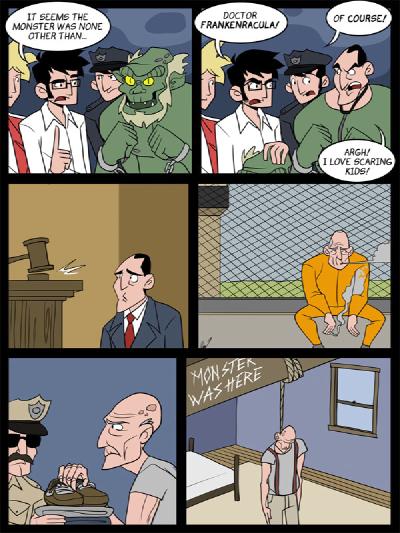 IT SEEMS THE
MONSTER WAS NONE
OTHER THAN...
DOCTOR
FRANKENRACULA!
OF COURSE!
ARGH!
I LOVE SCARING
KIDS!
MONSTER
WAS HERE